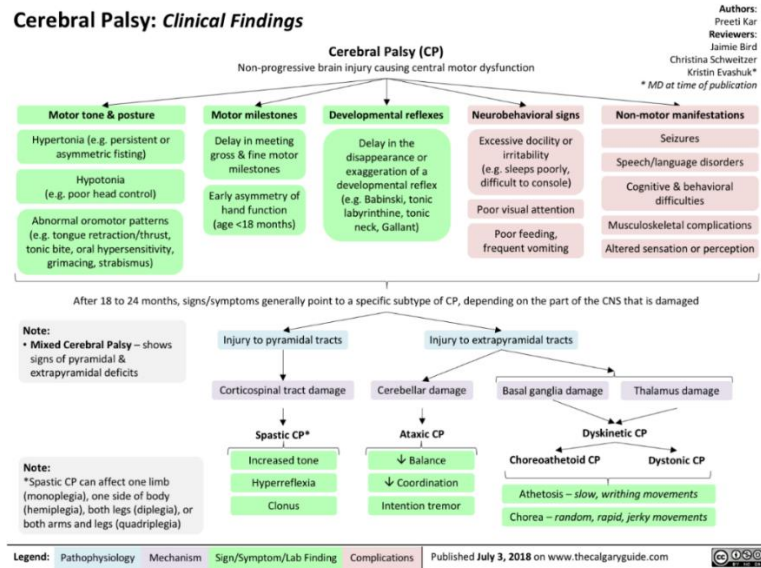 Cerebral Palsy: Clinical Findings
Authors:
Preeti Kar
Reviewers:
Jaimie Bird
Christina Schweitzer
Kristin Evashuk*
* MD at time of publication
Cerebral Palsy (CP)
Non-progressive brain injury causing central motor dysfunction
Motor tone & posture
Hypertonia (e.g. persistent or
asymmetric fisting)
Hypotonia
(e.g. poor head control)
Abnormal oromotor patterns
(e.g. tongue retraction/thrust,
tonic bite, oral hypersensitivity,
grimacing, strabismus)
Motor milestones
Delay in meeting
gross & fine motor
milestones
Early asymmetry of
hand function
(age <18 months)
Developmental reflexes
Delay in the
disappearance or
exaggeration of a
developmental reflex
(e.g. Babinski, tonic
labyrinthine, tonic
neck, Gallant)
Neurobehavioral signs
Excessive docility or
irritability
(e.g. sleeps poorly,
difficult to console)
Poor visual attention
Poor feeding,
frequent vomiting
Non-motor manifestations
Seizures
Speech/language disorders
Cognitive & behavioral
difficulties
Musculoskeletal complications
Altered sensation or perception
After 18 to 24 months, signs/symptoms generally point to a specific subtype of CP, depending on the part of the CNS that is damaged
Note:
• Mixed Cerebral Palsy – shows
signs of pyramidal &
extrapyramidal deficits
Injury to pyramidal tracts
Injury to extrapyramidal tracts
Corticospinal tract damage
Cerebellar damage
Basal ganglia damage
Thalamus damage
Spastic CP*
Increased tone
Hyperreflexia
Clonus
Ataxic CP
↓ Balance
↓ Coordination
Intention tremor
Dyskinetic CP
Choreoathetoid CP
Dystonic CP
Athetosis – slow, writhing movements
Chorea – random, rapid, jerky movements
Note:
*Spastic CP can affect one limb
(monoplegia), one side of body
(hemiplegia), both legs (diplegia), or
both arms and legs (quadriplegia)
Legend: Pathophysiology Mechanism Sign/Symptom/Lab Finding Complications Published July 3, 2018 on www.thecalgaryguide.com